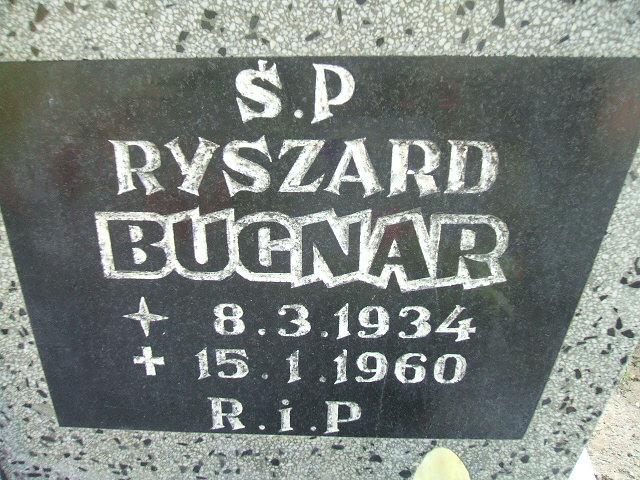 Ś.P
RYSZARD
BUGNAR
8.3.1934
15.1.1960
R.i.P